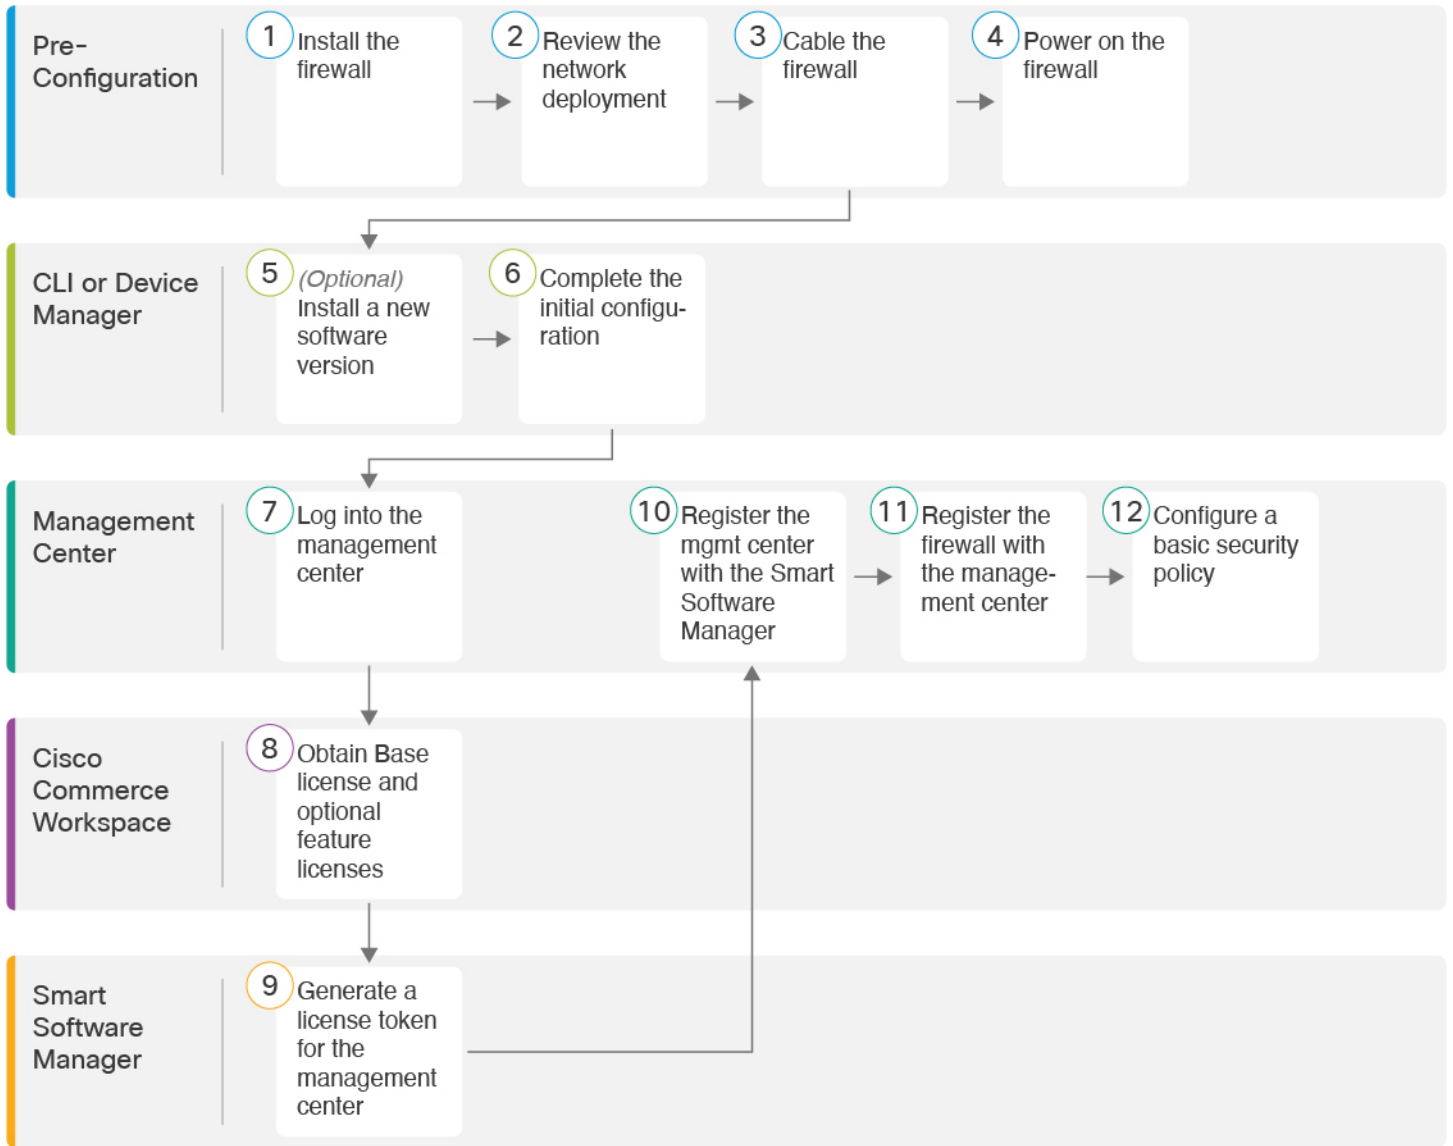 Pre-
Configuration
1
Install the
firewall
2
Review the
network
deployment
3
Cable the
firewall
4
Power on the
firewall
CLI or Device
Manager
5
(Optional)
Install a new
software
version
6
Complete the
initial configu-
ration
Management
Center
7
Log into the
management
center
10
Register the
mgmt center
with the Smart
Software
Manager
11
Register the
firewall with
the manage-
ment center
12
Configure a
basic security
policy
Cisco
Commerce
Workspace
8
Obtain Base
license and
optional
feature
licenses
Smart
Software
Manager
9
Generate a
license token
for the
management
center